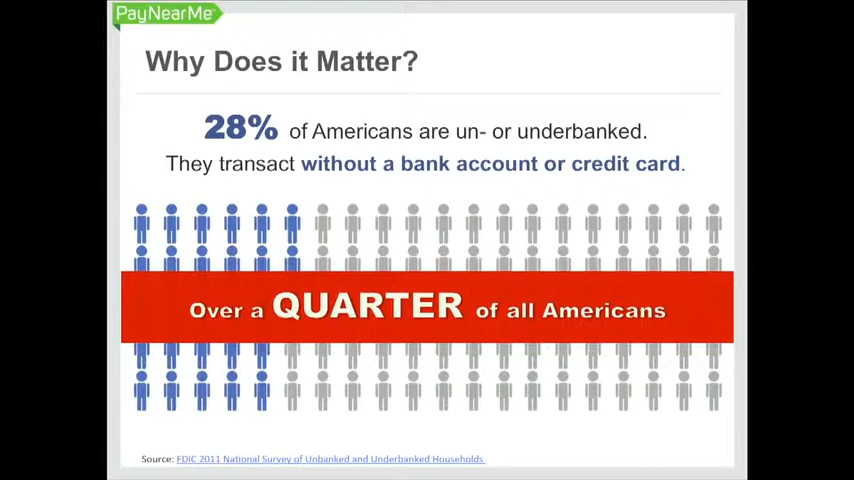 PayNearMe
Why Does it Matter?
28% of Americans are un- or underbanked.
They transact without a bank account or credit card.
Over a QUARTER of all Americans
Source: FDIC 2011 National Survey of Unbanked and Underbanked Households